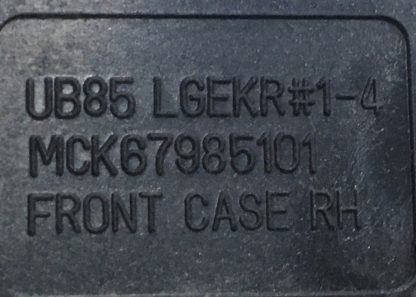 UB85 LGEKR#1-4
MCK67985101
FRONT CASE RH